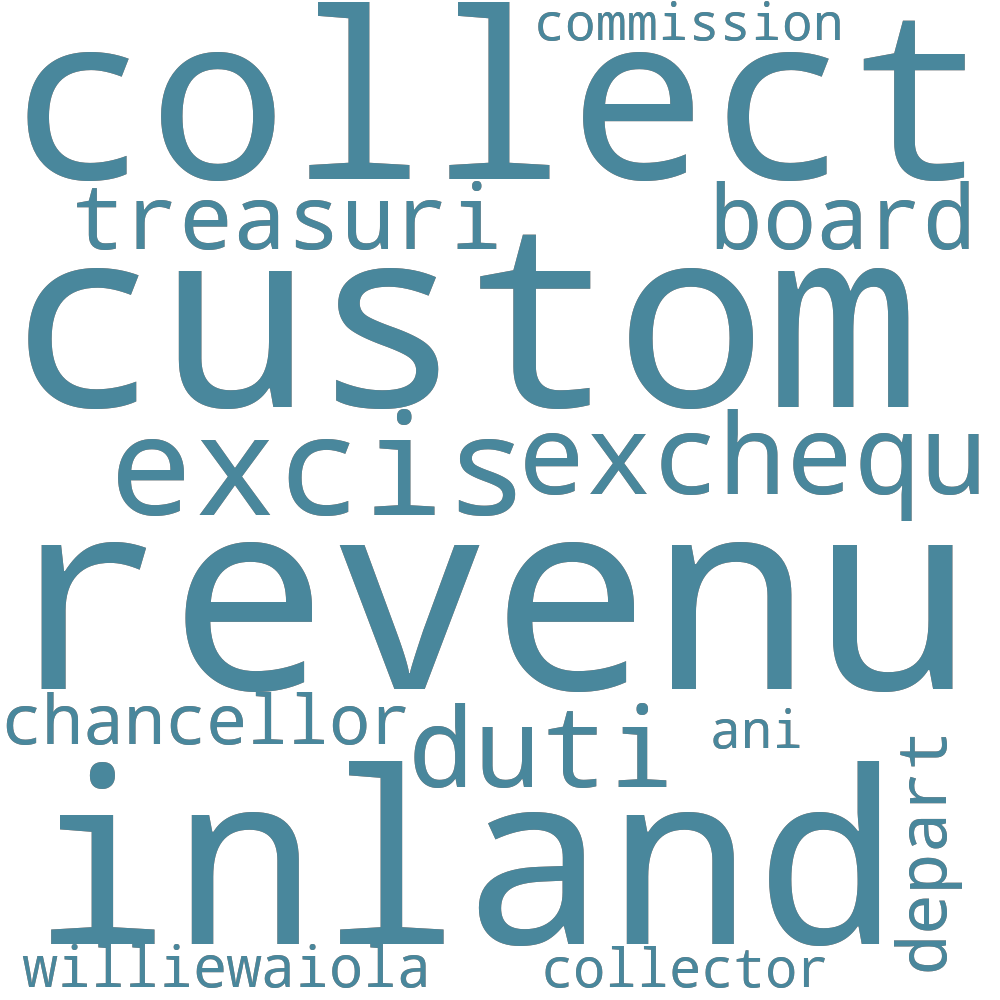 commission
collect
treasuri board
custom
excis exchequ
revenu
chancellor duti ani
depart
inland
williewaiola collector